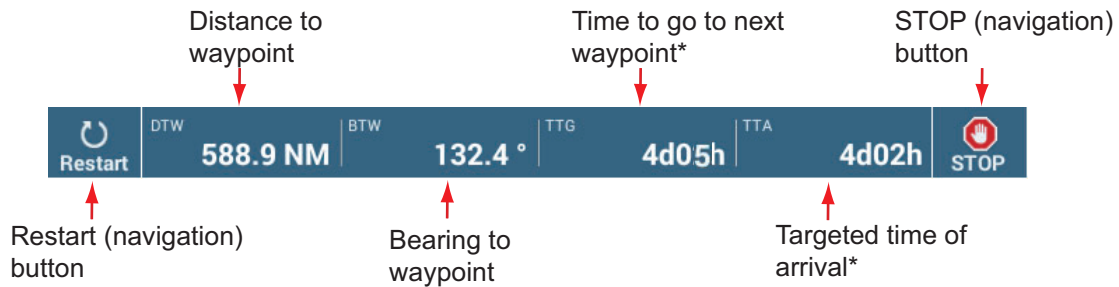 Distance to
waypoint
Time to go to next
waypoint*
STOP (navigation)
button
Restart
DTW
588.9 NM
BTW
132.4 °
TTG
4d05h
TTA
4d02h
STOP
Restart (navigation)
button
Bearing to
waypoint
Targeted time of
arrival*